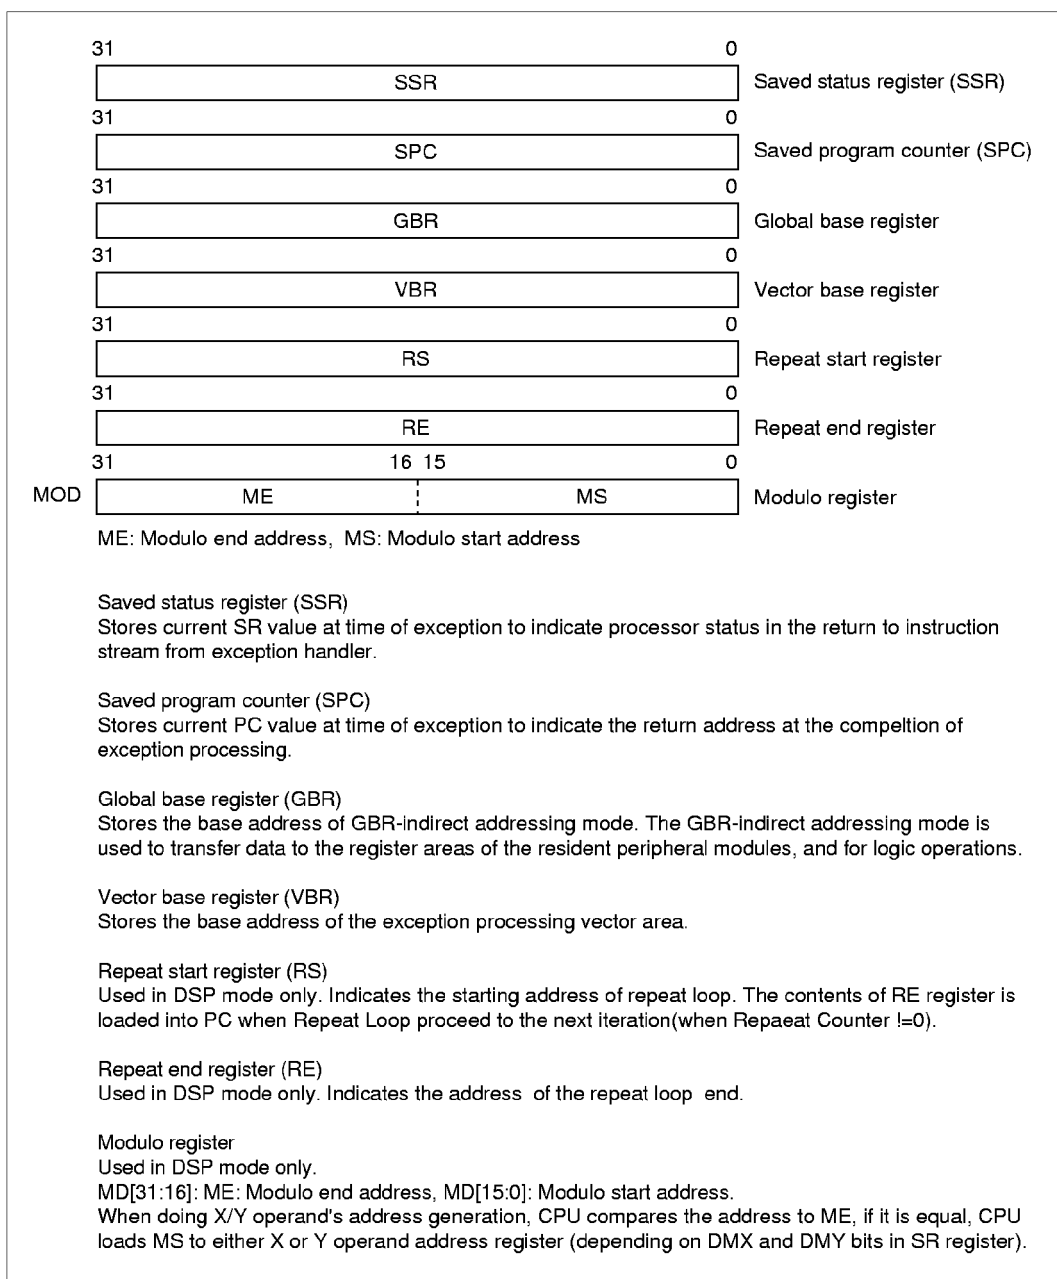 31 0
SSR Saved status register (SSR)
31 0
SPC Saved program counter (SPC)
31 0
GBR Global base register
31 0
VBR Vector base register
31 0
RS Repeat start register
31 0
RE Repeat end register
31 16 15 0
MOD ME MS Modulo register
ME: Modulo end address, MS: Modulo start address
Saved status register (SSR)
Stores current SR value at time of exception to indicate processor status in the return to instruction
stream from exception handler.
Saved program counter (SPC)
Stores current PC value at time of exception to indicate the return address at the compeltion of
exception processing.
Global base register (GBR)
Stores the base address of GBR-indirect addressing mode. The GBR-indirect addressing mode is
used to transfer data to the register areas of the resident peripheral modules, and for logic operations.
Vector base register (VBR)
Stores the base address of the exception processing vector area.
Repeat start register (RS)
Used in DSP mode only. Indicates the starting address of repeat loop. The contents of RE register is
loaded into PC when Repeat Loop proceed to the next iteration(when Repaeat Counter !=0).
Repeat end register (RE)
Used in DSP mode only. Indicates the address of the repeat loop end.
Modulo register
Used in DSP mode only.
MD[31:16]: ME: Modulo end address, MD[15:0]: Modulo start address.
When doing X/Y operand's address generation, CPU compares the address to ME, if it is equal, CPU
loads MS to either X or Y operand address register (depending on DMX and DMY bits in SR register).